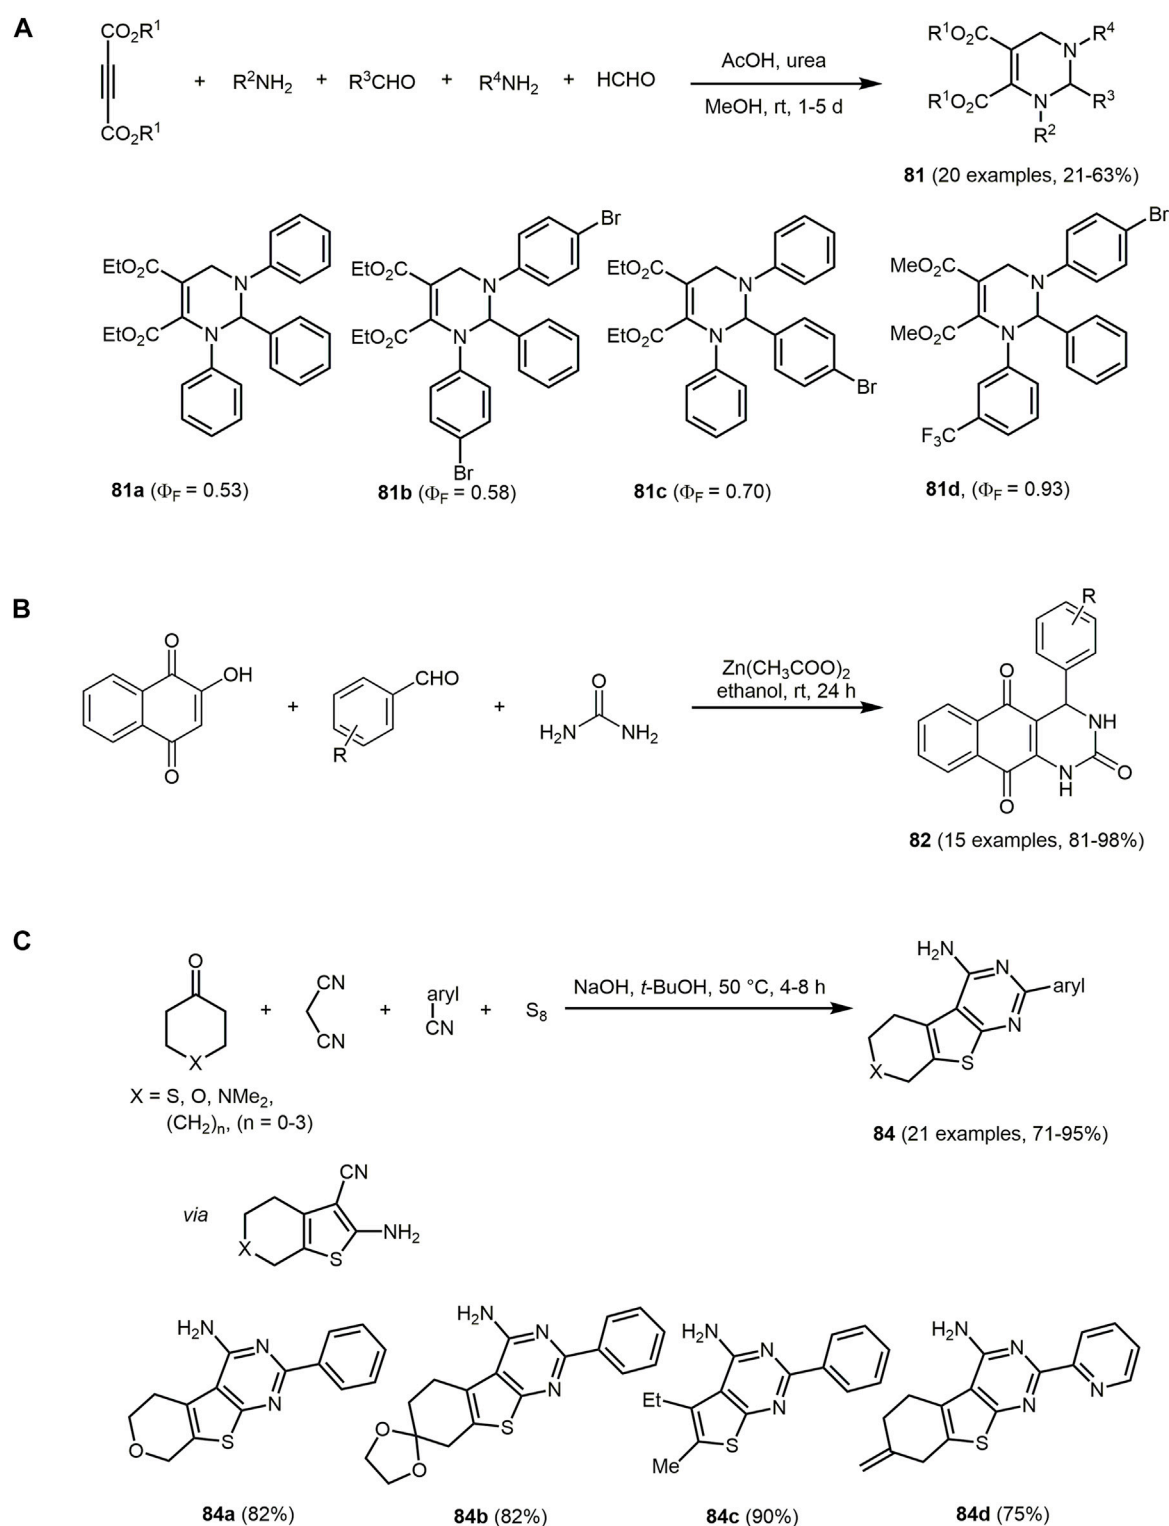 A
CO₂R¹
CO₂R¹
+ R²NH₂ + R³CHO + R⁴NH₂ + HCHO
AcOH, urea
MeOH, rt, 1-5 d
R¹O₂C
R¹O₂C
N
R⁴
R³
N
R²
81 (20 examples, 21-63%)
EtO₂C
EtO₂C
N
N
81a (Φ_F = 0.53)
Br
EtO₂C
EtO₂C
N
N
Br
81b (Φ_F = 0.58)
EtO₂C
EtO₂C
N
N
Br
81c (Φ_F = 0.70)
Br
MeO₂C
MeO₂C
N
N
F₃C
81d, (Φ_F = 0.93)
B
O
OH
O
+
CHO
R
+
O
H₂N
NH₂
Zn(CH₃COO)₂
ethanol, rt, 24 h
R
O
NH
N
H
O
O
82 (15 examples, 81-98%)
C
O
X
X = S, O, NMe₂,
(CH₂)ₙ, (n = 0-3)
+
CN
CN
+
aryl
CN
+
S₈
NaOH, t-BuOH, 50 °C, 4-8 h
H₂N
N
aryl
N
X
S
84 (21 examples, 71-95%)
via
CN
NH₂
X
S
H₂N
N
N
O
S
84a (82%)
H₂N
N
N
S
O
O
84b (82%)
H₂N
N
N
Et
S
Me
84c (90%)
H₂N
N
N
N
S
84d (75%)